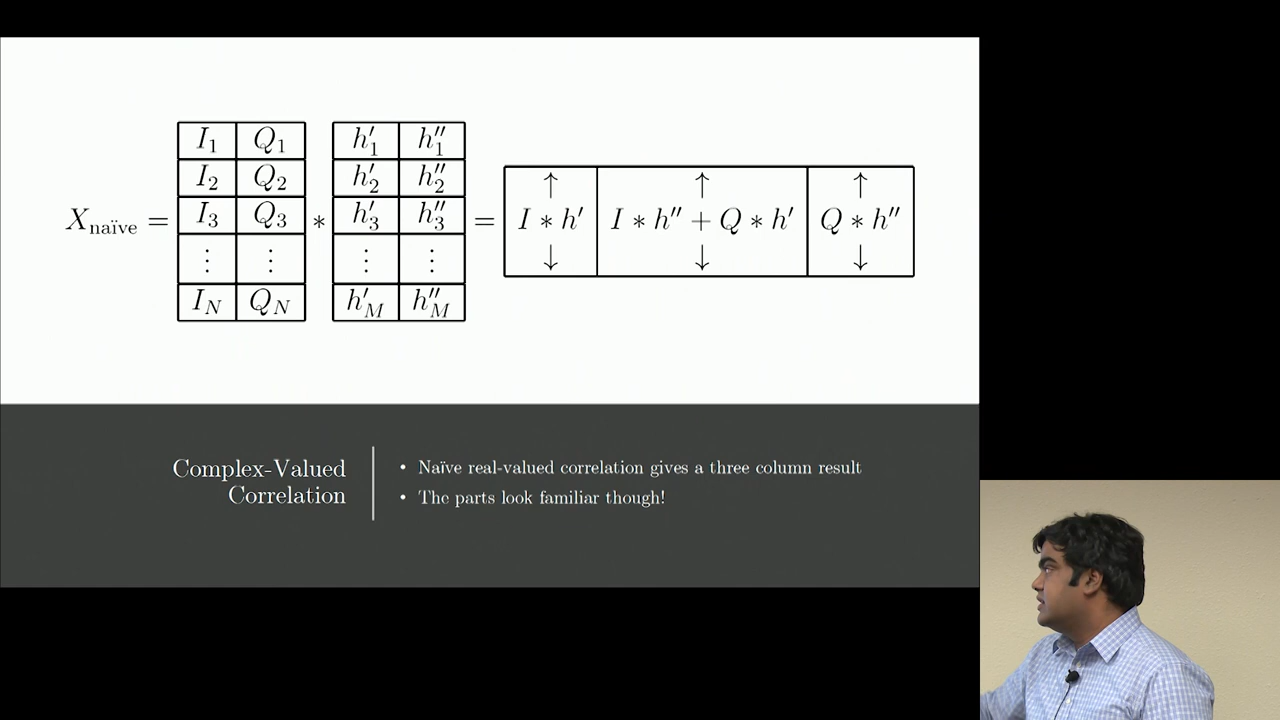 X_naïve = 
I_1 Q_1
I_2 Q_2
I_3 Q_3
⋮ ⋮
I_N Q_N
*
h′_1 h″_1
h′_2 h″_2
h′_3 h″_3
⋮ ⋮
h′_M h″_M
=
↑ ↑ ↑
I * h′ I * h″ + Q * h′ Q * h″
↓ ↓ ↓
Complex-Valued
Correlation
• Naïve real-valued correlation gives a three column result
• The parts look familiar though!